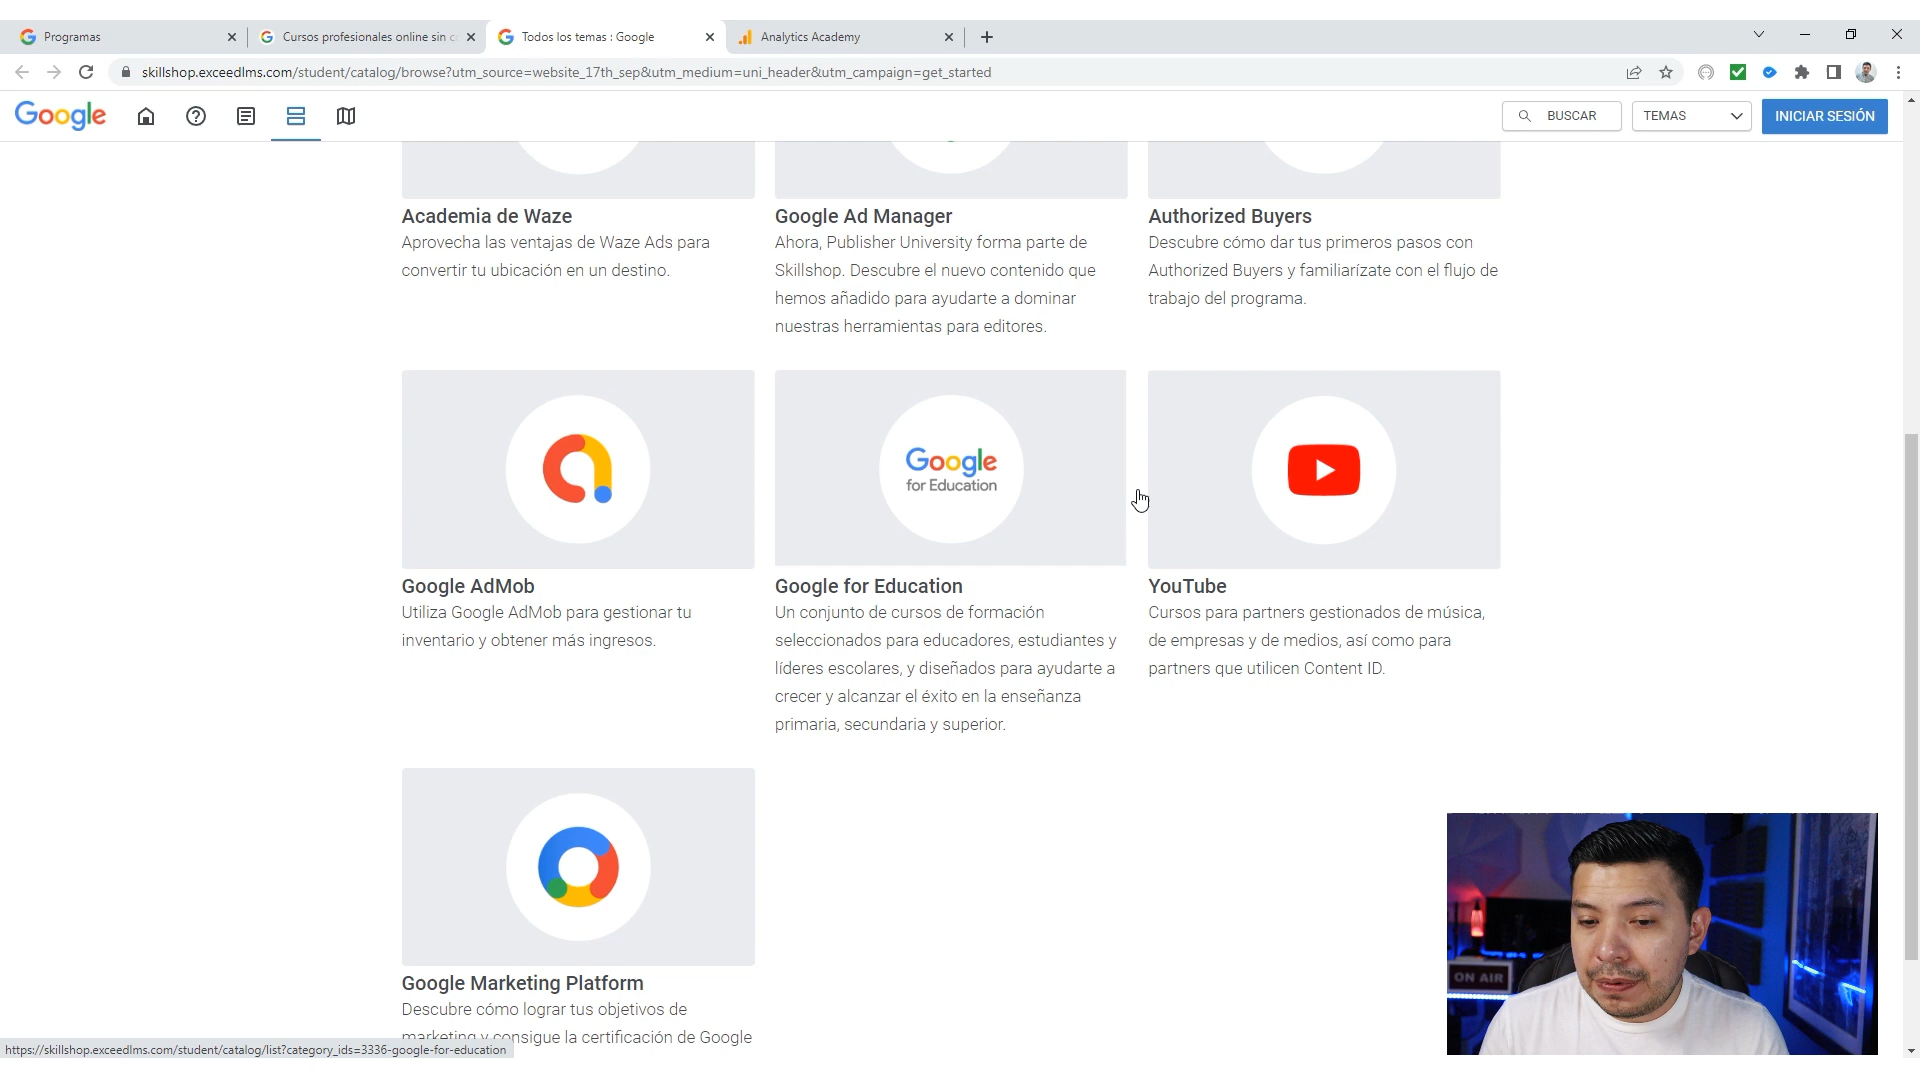 Programas
Cursos profesionales online sin c
Todos los temas : Google
Analytics Academy
skillshop.exceedlms.com/student/catalog/browse?utm_source=website_17th_sep&utm_medium=uni_header&utm_campaign=get_started
Google
BUSCAR
TEMAS
INICIAR SESIÓN
Academia de Waze
Aprovecha las ventajas de Waze Ads para
convertir tu ubicación en un destino.
Google Ad Manager
Ahora, Publisher University forma parte de
Skillshop. Descubre el nuevo contenido que
hemos añadido para ayudarte a dominar
nuestras herramientas para editores.
Authorized Buyers
Descubre cómo dar tus primeros pasos con
Authorized Buyers y familiarízate con el flujo de
trabajo del programa.
Google AdMob
Utiliza Google AdMob para gestionar tu
inventario y obtener más ingresos.
Google
for Education
Google for Education
Un conjunto de cursos de formación
seleccionados para educadores, estudiantes y
líderes escolares, y diseñados para ayudarte a
crecer y alcanzar el éxito en la enseñanza
primaria, secundaria y superior.
YouTube
Cursos para partners gestionados de música,
de empresas y de medios, así como para
partners que utilicen Content ID.
Google Marketing Platform
Descubre cómo lograr tus objetivos de
marketing y consigue la certificación de Google
https://skillshop.exceedlms.com/student/catalog/list?category_ids=3336-google-for-education
ON AIR